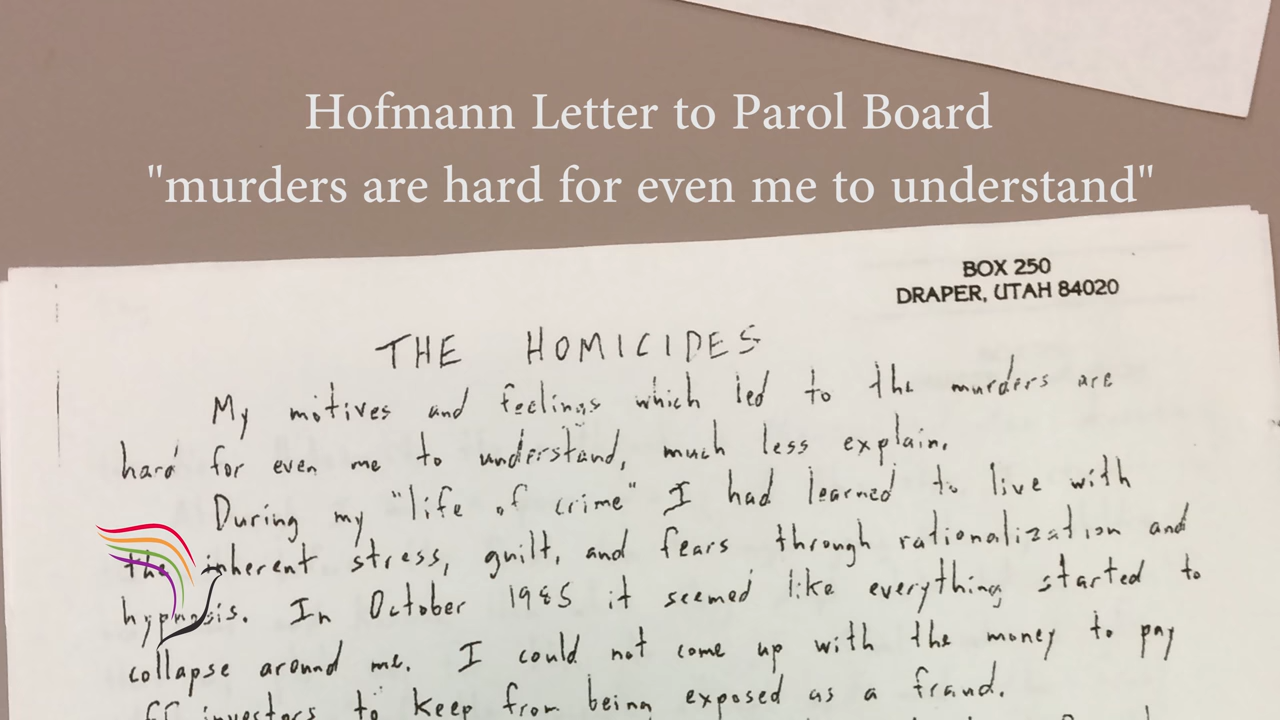 Hofmann Letter to Parol Board
"murders are hard for even me to understand"
BOX 250
DRAPER, UTAH 84020
THE HOMICIDES
My motives and feelings which led to the murders are
hard for even me to understand, much less explain.
During my "life of crime" I had learned to live with
the inherent stress, guilt, and fears through rationalization and
hypnosis. In October 1985 it seemed like everything started to
collapse around me. I could not come up with the money to pay
off investors to keep from being exposed as a fraud.